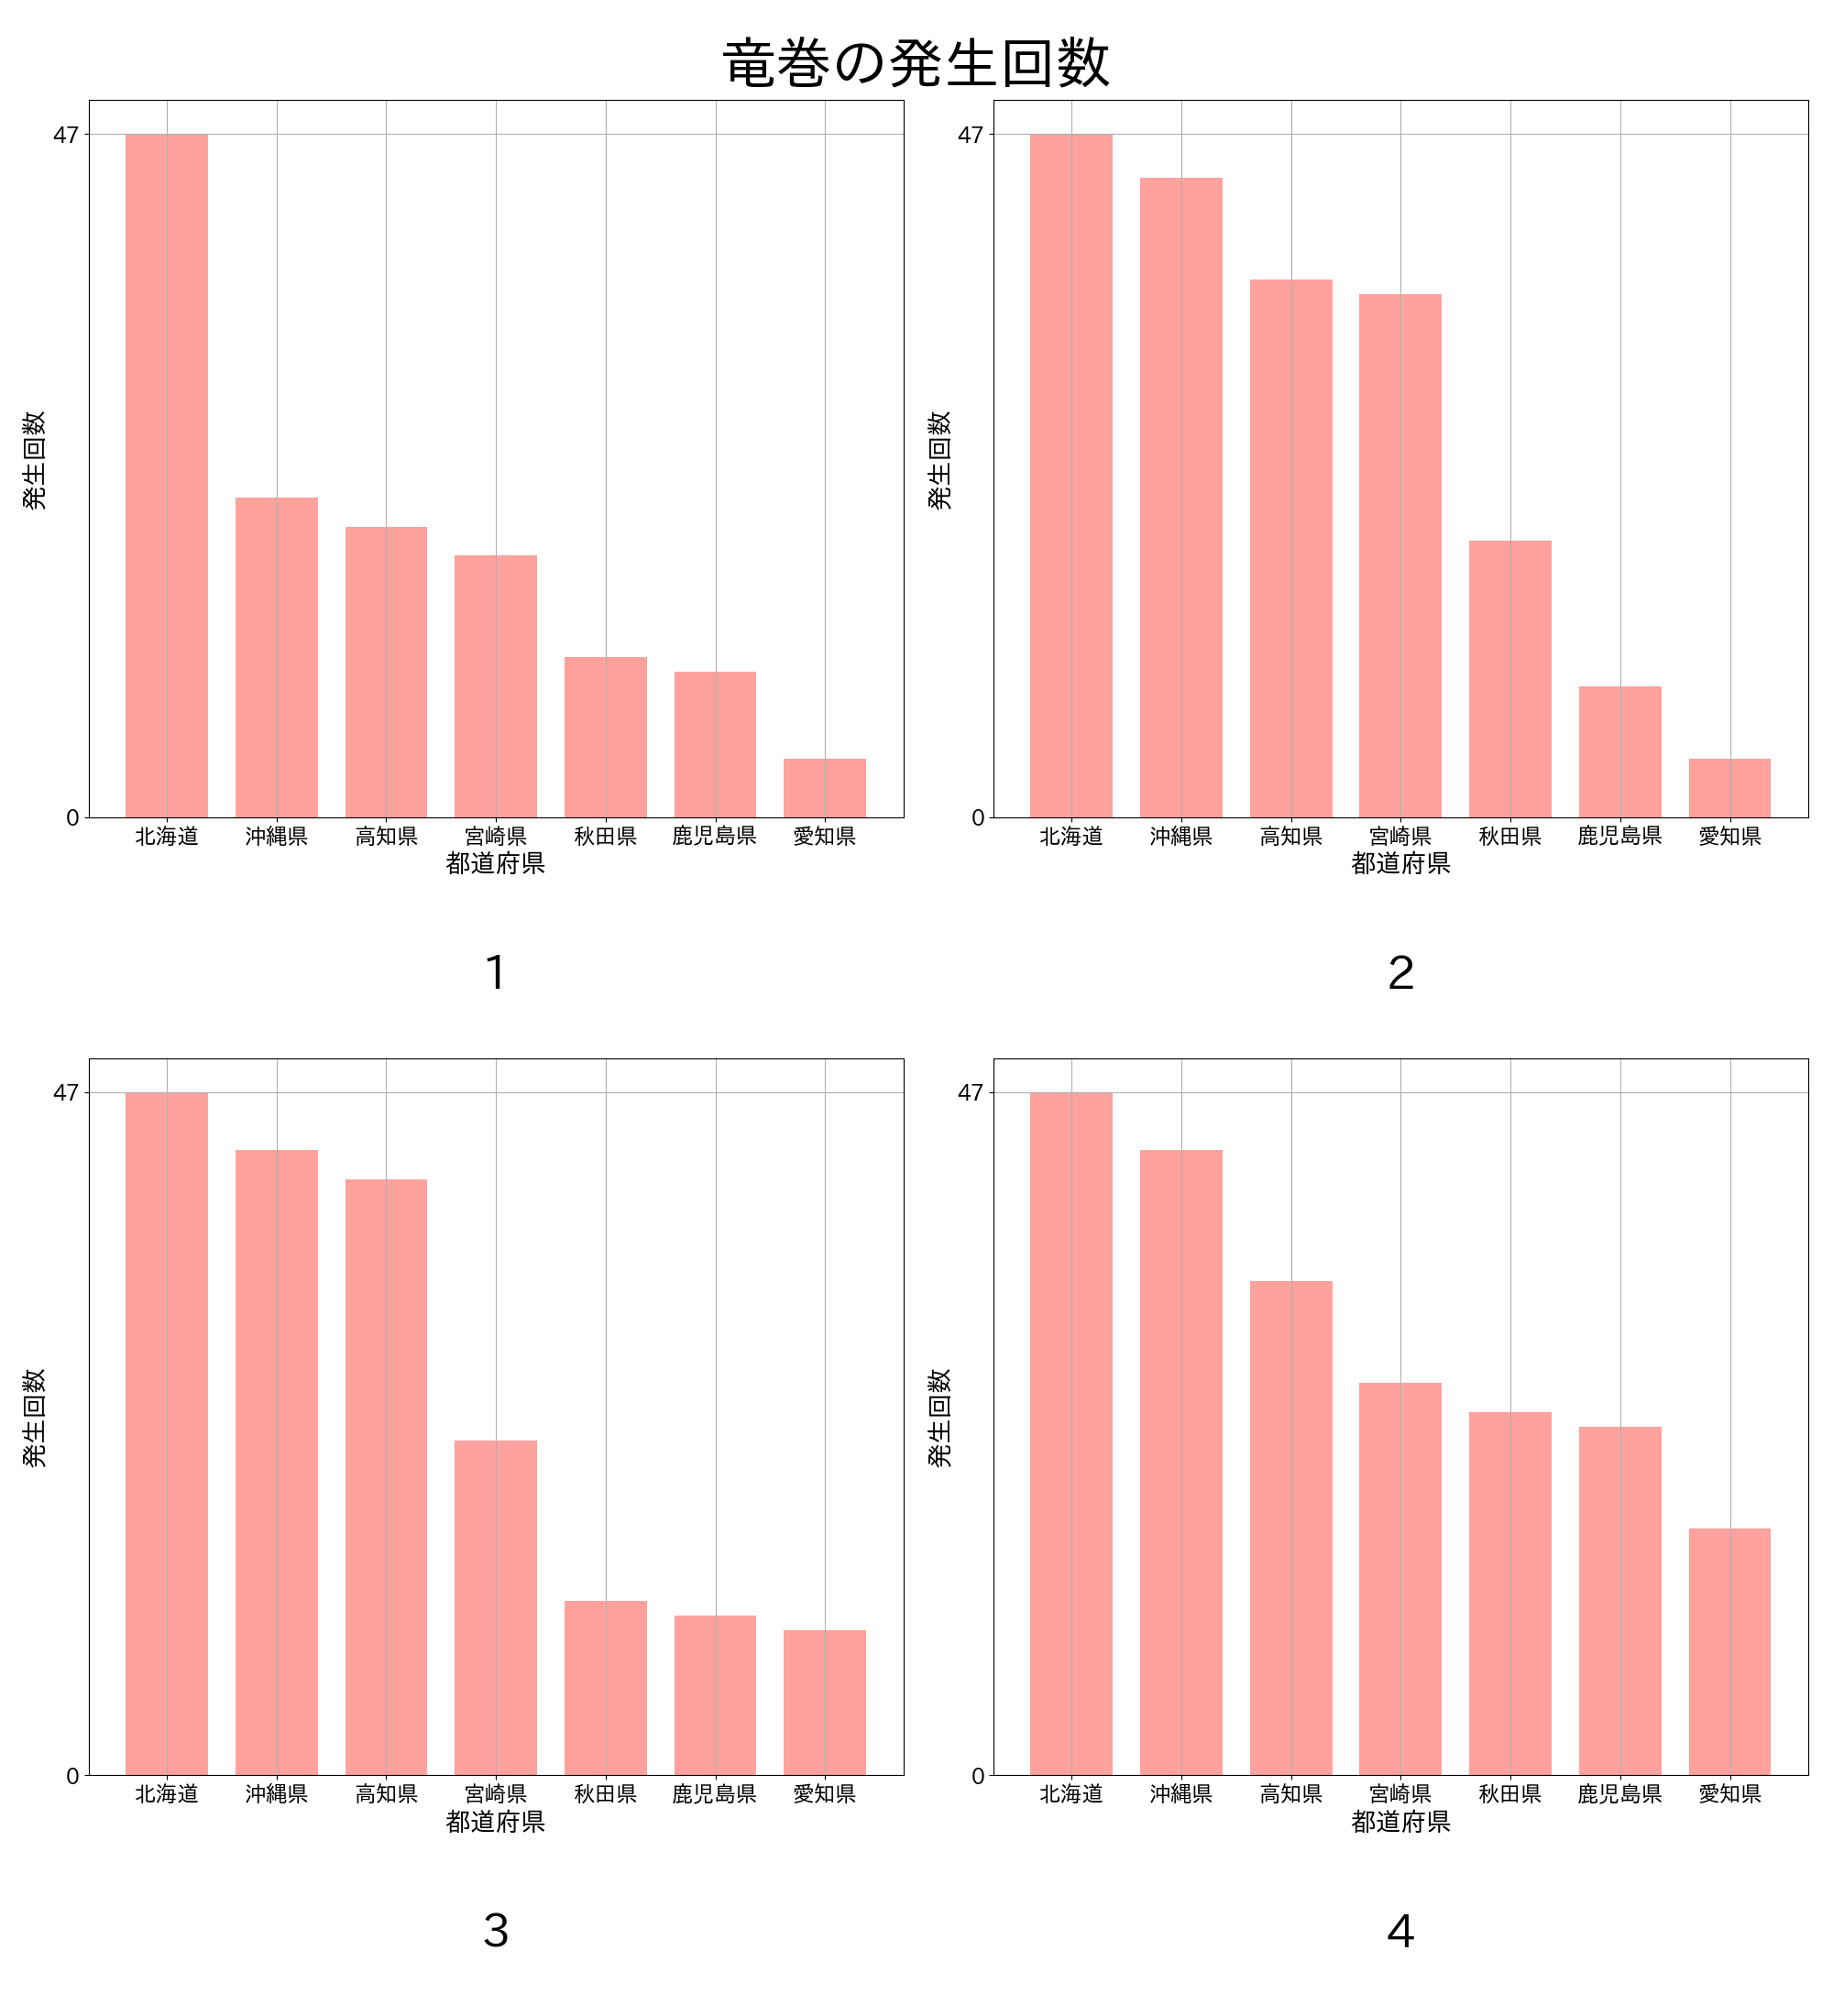 竜巻の発生回数
47
0
発生回数
北海道 沖縄県 高知県 宮崎県 秋田県 鹿児島県 愛知県
都道府県
1
47
0
発生回数
北海道 沖縄県 高知県 宮崎県 秋田県 鹿児島県 愛知県
都道府県
2
47
0
発生回数
北海道 沖縄県 高知県 宮崎県 秋田県 鹿児島県 愛知県
都道府県
3
47
0
発生回数
北海道 沖縄県 高知県 宮崎県 秋田県 鹿児島県 愛知県
都道府県
4